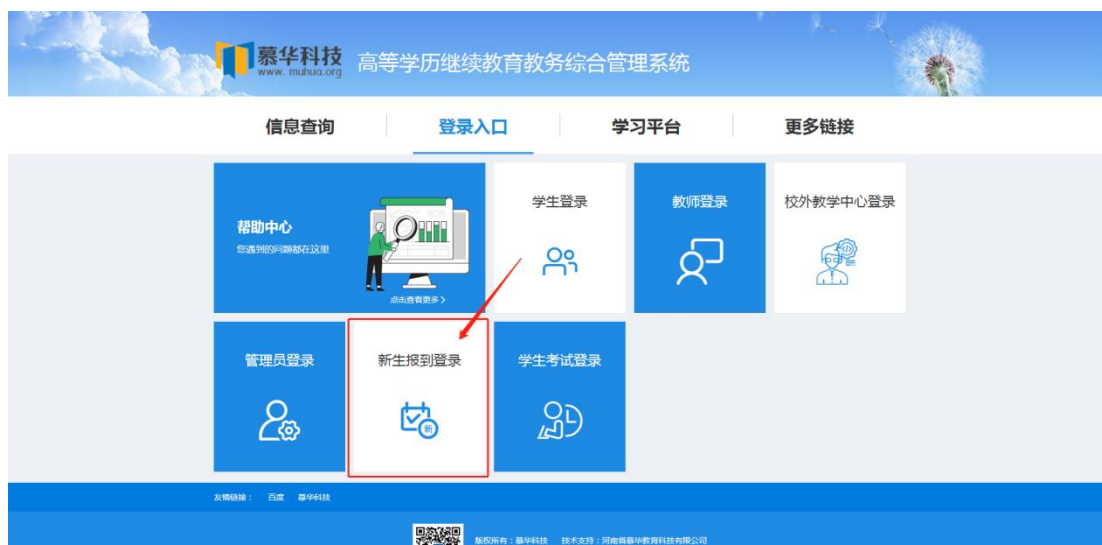 慕华科技
www.muhua.org
高等学历继续教育教务综合管理系统
信息查询 登录入口 学习平台 更多链接
帮助中心
您遇到的问题都在这里
点击查看更多 >
学生登录
教师登录
校外教学中心登录
管理员登录
新生报到登录
新
学生考试登录
友情链接： 百度 慕华科技
版权所有：慕华科技 技术支持：河南省慕华教育科技有限公司